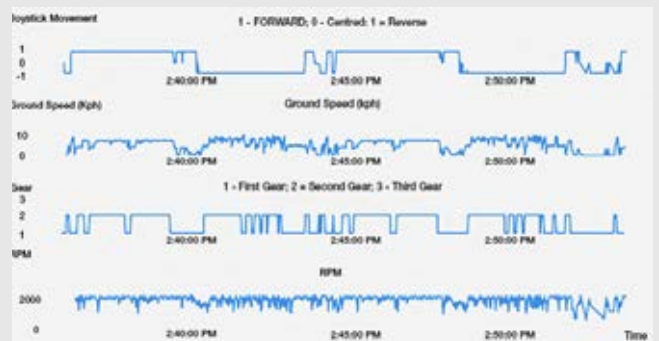 Joystick Movement
1 - FORWARD; 0 - Centred: 1 = Reverse
1
0
-1
2:40:00 PM 2:45:00 PM 2:50:00 PM
Ground Speed (Kph) Ground Speed (kph)
10
0
2:40:00 PM 2:45:00 PM 2:50:00 PM
Gear
1 - First Gear; 2 = Second Gear; 3 - Third Gear
3
2
1
2:40:00 PM 2:45:00 PM 2:50:00 PM
RPM
RPM
2000
0
2:40:00 PM 2:45:00 PM 2:50:00 PM Time